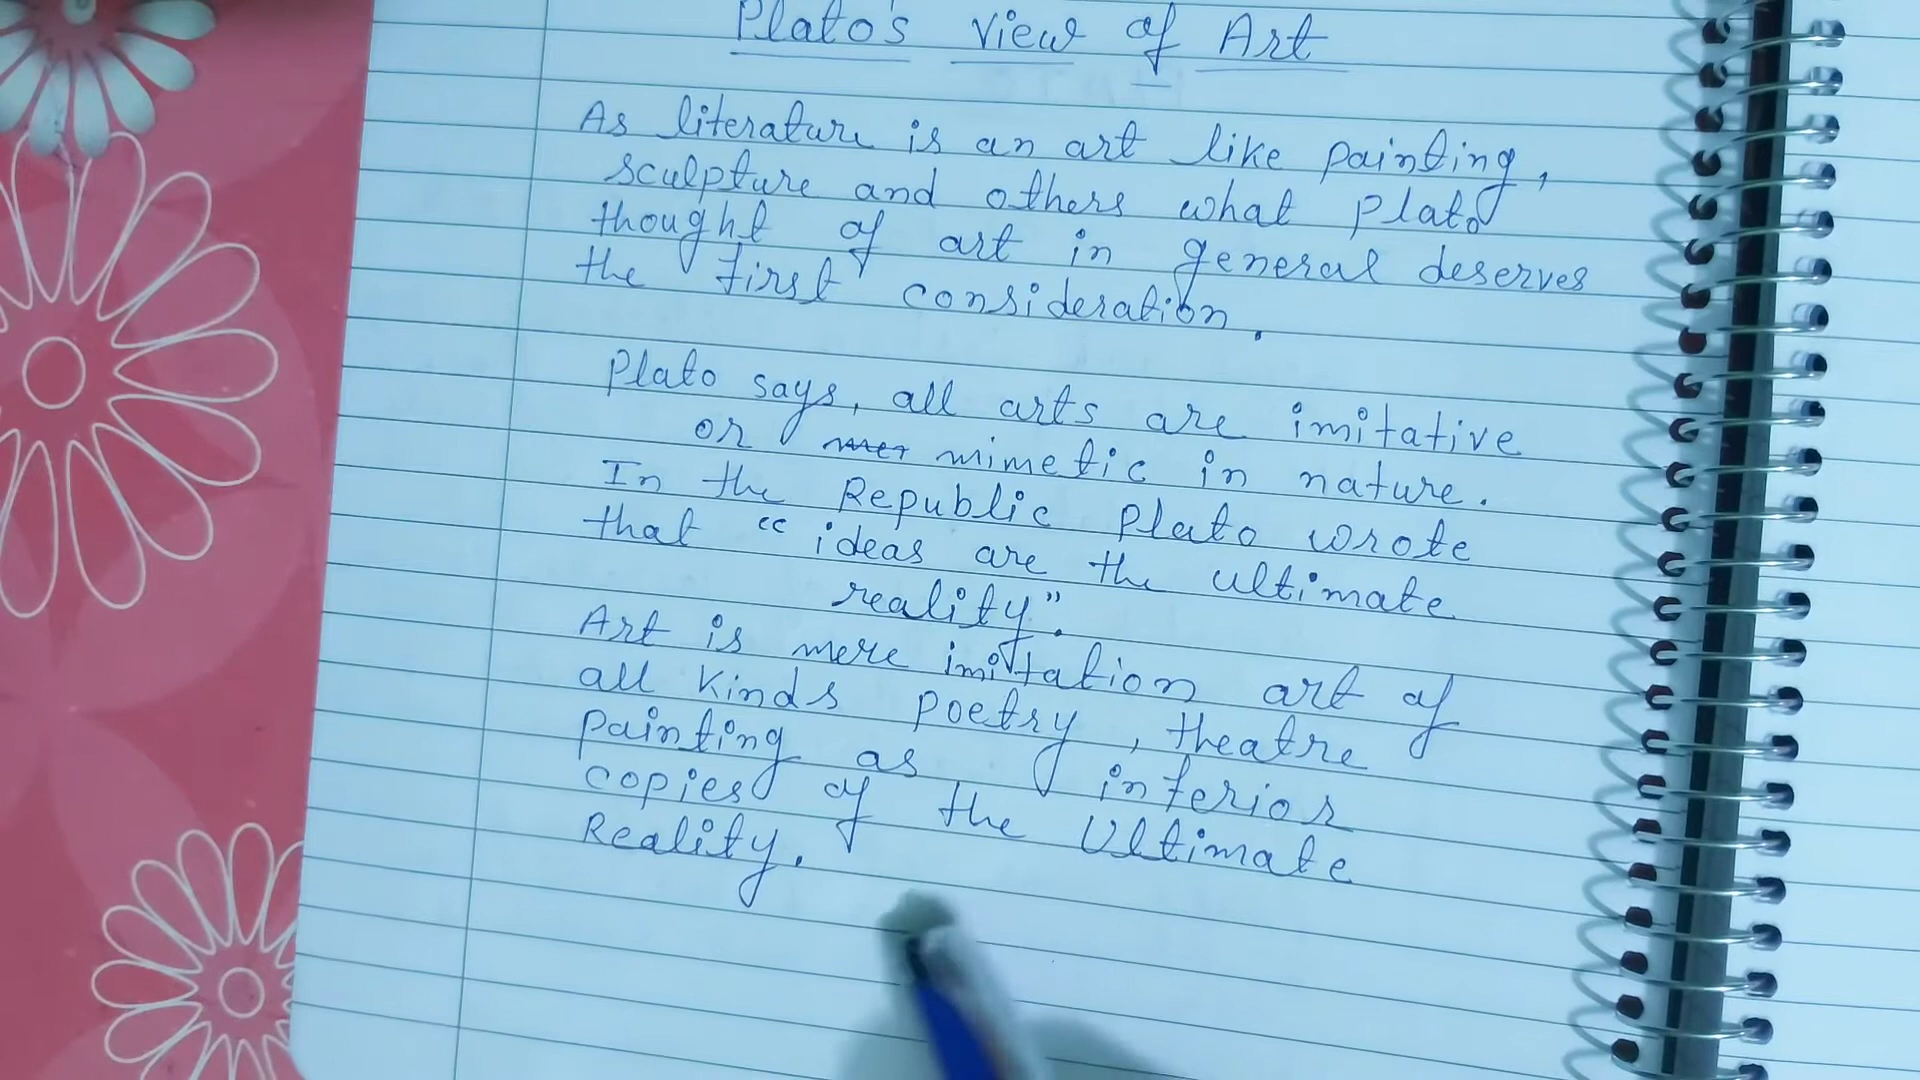 Plato's view of Art
As literature is an art like painting,
sculpture and others what Plato
thought of art in general deserves
the first consideration.
Plato says, all arts are imitative
or mimetic in nature.
In the Republic Plato wrote
that "ideas are the ultimate
reality".
Art is mere imitation art of
all kinds poetry, theatre
painting as inferior
copies of the Ultimate
Reality.